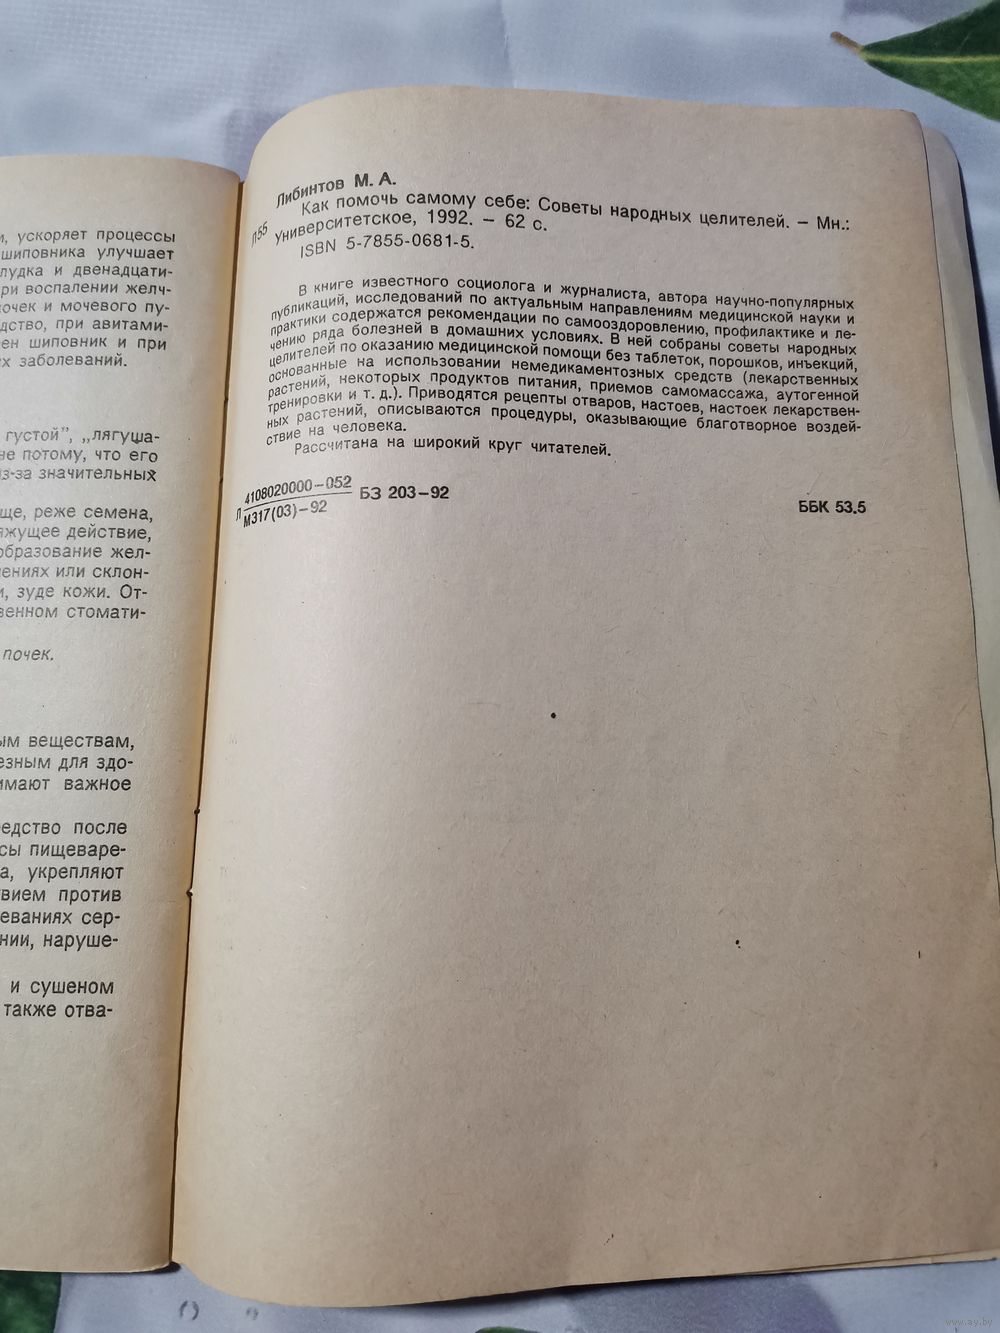 , ускоряет процессы
шиповника улучшает
лудка и двенадцати-
ри воспалении желч-
очек и мочевого пу-
дство, при авитами-
ен шиповник и при
х заболеваний.
густой", „лягуша-
не потому, что его
из-за значительных
ще, реже семена,
яжущее действие,
образование жел-
ениях или склон-
и, зуде кожи. От-
венном стомати-
почек.
ым веществам,
езным для здо-
имают важное
едство после
сы пищеваре-
а, укрепляют
твием против
еваниях сер-
нии, наруше-
и сушеном
также отва-
Либинтов М. А.
Л55 Как помочь самому себе: Советы народных целителей. – Мн.:
Университетское, 1992. – 62 с.
ISBN 5-7855-0681-5.
В книге известного социолога и журналиста, автора научно-популярных
публикаций, исследований по актуальным направлениям медицинской науки и
практики содержатся рекомендации по самооздоровлению, профилактике и ле-
чению ряда болезней в домашних условиях. В ней собраны советы народных
целителей по оказанию медицинской помощи без таблеток, порошков, инъекций,
основанные на использовании немедикаментозных средств (лекарственных
растений, некоторых продуктов питания, приемов самомассажа, аутогенной
тренировки и т. д.). Приводятся рецепты отваров, настоев, настоек лекарствен-
ных растений, описываются процедуры, оказывающие благотворное воздей-
ствие на человека.
Рассчитана на широкий круг читателей.
4108020000–052
Л БЗ 203–92
М317(03)–92
ББК 53.5
www.ay.by